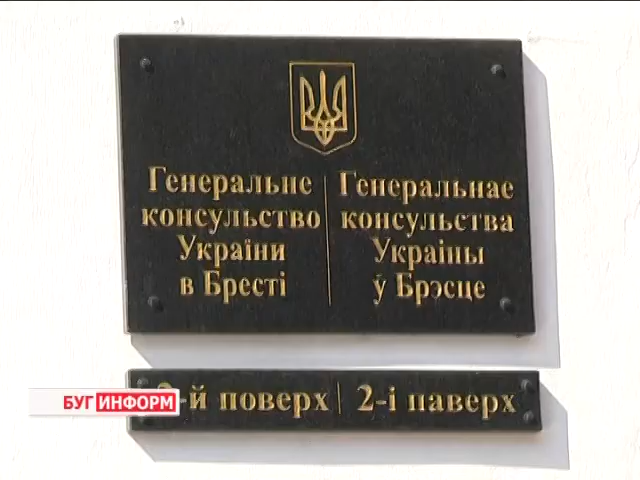 Генеральне
консульство
України
в Бресті
Генеральнае
консульства
Украіны
ў Брэсце
-й поверх
2-і паверх
БУГ ИНФОРМ